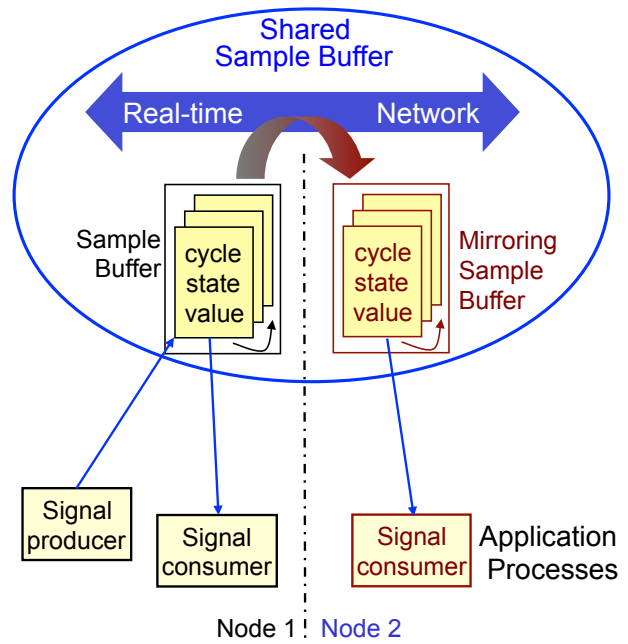 Shared
Sample Buffer
Real-time Network
Sample
Buffer
cycle
state
value
cycle
state
value
Mirroring
Sample
Buffer
Signal
producer
Signal
consumer
Signal
consumer
Application
Processes
Node 1
Node 2